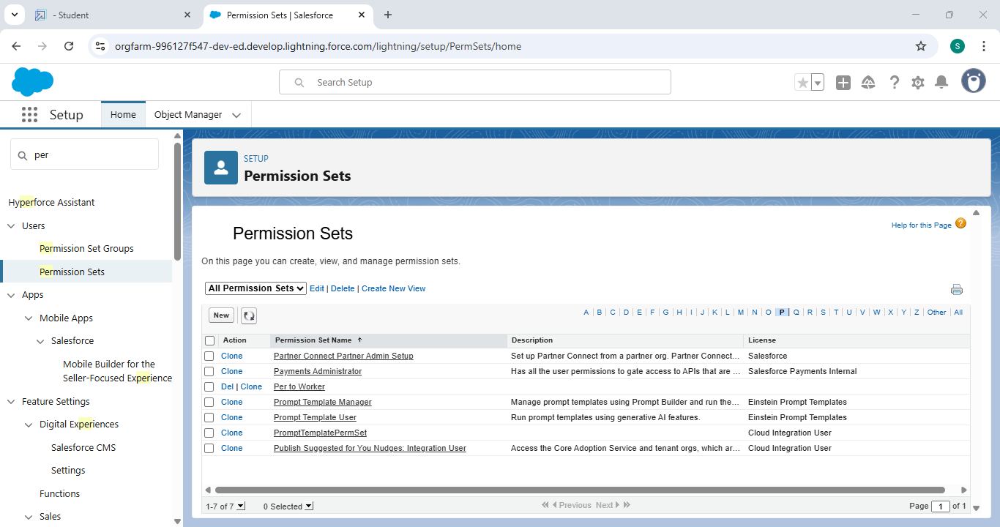 - Student
Permission Sets | Salesforce
orgfarm-996127f547-dev-ed.develop.lightning.force.com/lightning/setup/PermSets/home
S
Search Setup
Setup
Home
Object Manager
per
Hyperforce Assistant
Users
Permission Set Groups
Permission Sets
Apps
Mobile Apps
Salesforce
Mobile Builder for the
Seller-Focused Experience
Feature Settings
Digital Experiences
Salesforce CMS
Settings
Functions
Sales
SETUP
Permission Sets
Permission Sets
Help for this Page ?
On this page you can create, view, and manage permission sets.
All Permission Sets Edit | Delete | Create New View
New
A | B | C | D | E | F | G | H | I | J | K | L | M | N | O | P | Q | R | S | T | U | V | W | X | Y | Z | Other | All
Action Permission Set Name Description License
Clone Partner Connect Partner Admin Setup Set up Partner Connect from a partner org. Partner Connect... Salesforce
Clone Payments Administrator Has all the user permissions to gate access to APIs that are ... Salesforce Payments Internal
Del | Clone Per to Worker
Clone Prompt Template Manager Manage prompt templates using Prompt Builder and run the... Einstein Prompt Templates
Clone Prompt Template User Run prompt templates using generative AI features. Einstein Prompt Templates
Clone PromptTemplatePermSet Cloud Integration User
Clone Publish Suggested for You Nudges: Integration User Access the Core Adoption Service and tenant orgs, which ar... Cloud Integration User
1-7 of 7 0 Selected Previous Next Page 1 of 1